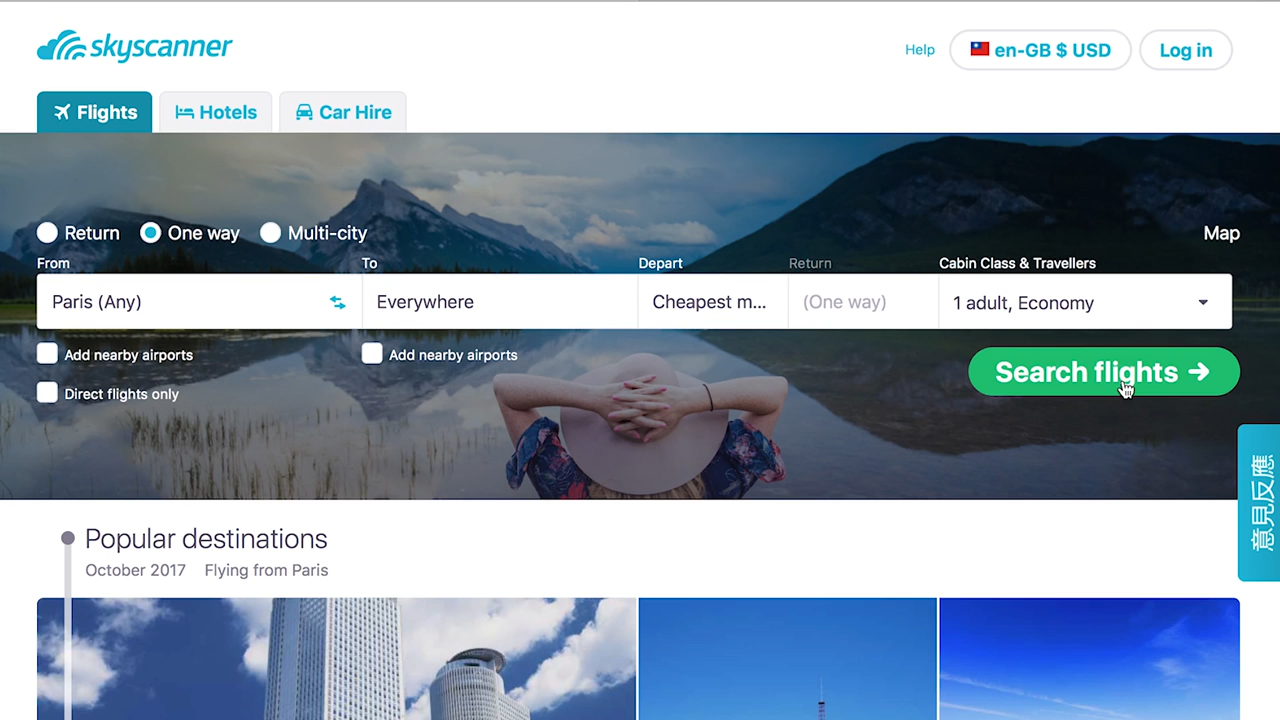 skyscanner
Help
en-GB $ USD
Log in
Flights
Hotels
Car Hire
Return
One way
Multi-city
Map
From
To
Depart
Return
Cabin Class & Travellers
Paris (Any)
Everywhere
Cheapest m...
(One way)
1 adult, Economy
Add nearby airports
Add nearby airports
Search flights
Direct flights only
意見反應
Popular destinations
October 2017 Flying from Paris